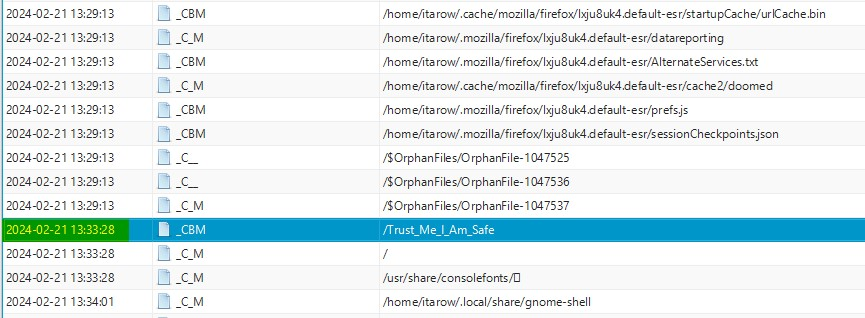 2024-02-21 13:29:13 _CBM /home/itarow/.cache/mozilla/firefox/lxju8uk4.default-esr/startupCache/urlCache.bin
2024-02-21 13:29:13 _C_M /home/itarow/.mozilla/firefox/lxju8uk4.default-esr/datareporting
2024-02-21 13:29:13 _CBM /home/itarow/.mozilla/firefox/lxju8uk4.default-esr/AlternateServices.txt
2024-02-21 13:29:13 _C_M /home/itarow/.cache/mozilla/firefox/lxju8uk4.default-esr/cache2/doomed
2024-02-21 13:29:13 _CBM /home/itarow/.mozilla/firefox/lxju8uk4.default-esr/prefs.js
2024-02-21 13:29:13 _CBM /home/itarow/.mozilla/firefox/lxju8uk4.default-esr/sessionCheckpoints.json
2024-02-21 13:29:13 _C__ /$OrphanFiles/OrphanFile-1047525
2024-02-21 13:29:13 _C__ /$OrphanFiles/OrphanFile-1047536
2024-02-21 13:29:13 _C_M /$OrphanFiles/OrphanFile-1047537
2024-02-21 13:33:28 _CBM /Trust_Me_I_Am_Safe
2024-02-21 13:33:28 _C_M /
2024-02-21 13:33:28 _C_M /usr/share/consolefonts/▯
2024-02-21 13:34:01 _C_M /home/itarow/.local/share/gnome-shell